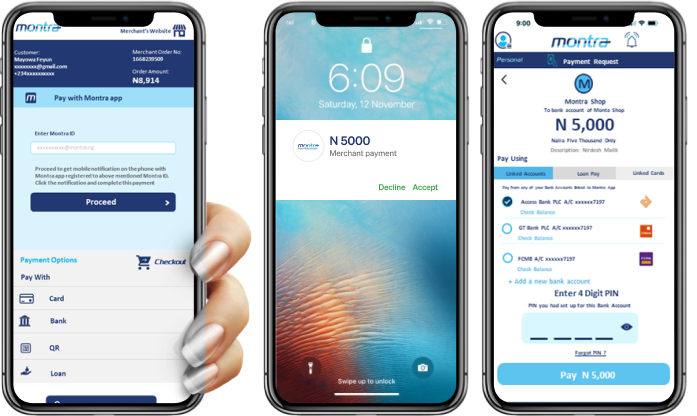 montra
Merchant's Website
Customer:
Mayowa Feyun
xxxxxxxx@gmail.com
+234xxxxxxxxxx
Merchant Order No:
1668239509
Order Amount:
₦8,914
Pay with Montra app
Enter Montra ID
xxxxxxxxx@montra.ng
Proceed to get mobile notification on the phone with
Montra app registered to above mentioned Montra ID.
Click the notification and complete this payment
Proceed >
Payment Options
Checkout
Pay With
Card
Bank
QR
Loan
6:09
Saturday, 12 November
montra
N 5000
Merchant payment
Decline Accept
Swipe up to unlock
9:00
montra
Personal
Payment Request
M
Montra Shop
To bank account of Monta Shop
N 5,000
Naira Five Thousand Only
Description: Nirdesh Malik
Pay Using
Linked Accounts
Loan Pay
Linked Cards
Pay from any of your Bank Accounts linked to Montra App
Access Bank PLC A/C xxxxxx7197
Check Balance
GT Bank PLC A/C xxxxxx7197
Check Balance
FCMB A/C xxxxxx7197
Check Balance
+ Add a new bank account
Enter 4 Digit PIN
PIN you had set up for this Bank Account
Forgot PIN ?
Pay N 5,000